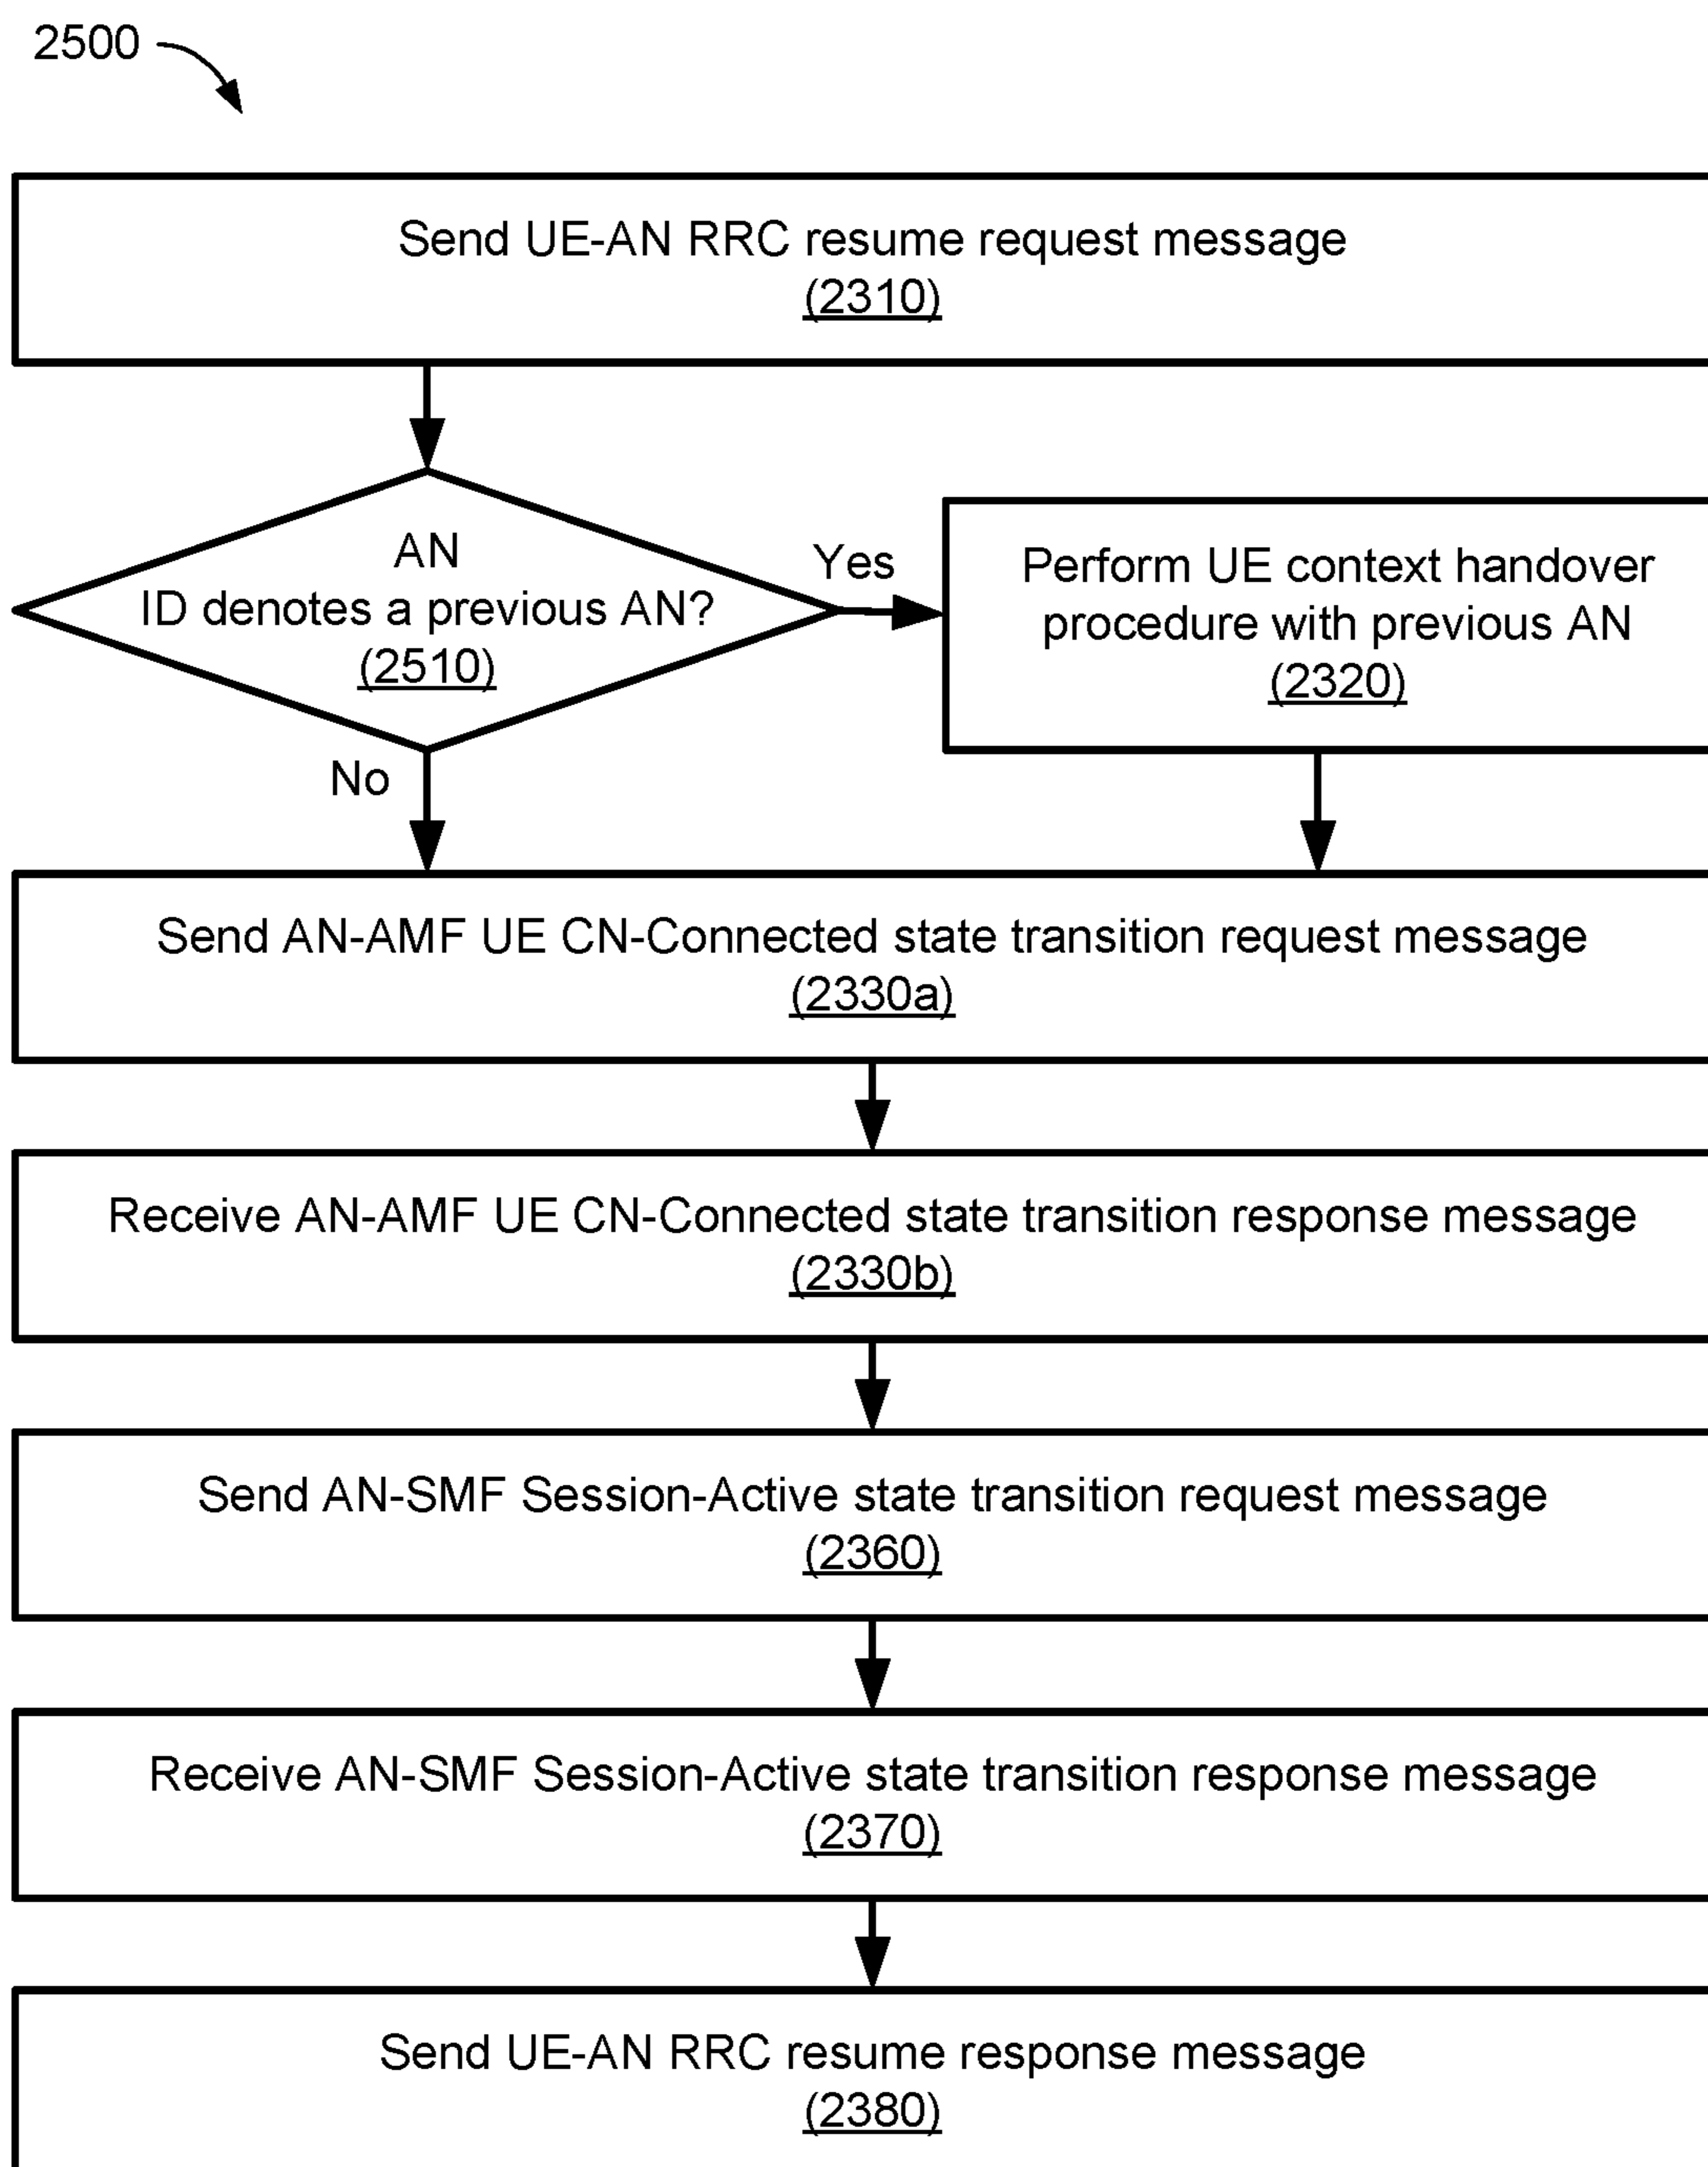 2500
Send UE-AN RRC resume request message
(2310)
AN
ID denotes a previous AN?
(2510)
Yes
Perform UE context handover
procedure with previous AN
(2320)
No
Send AN-AMF UE CN-Connected state transition request message
(2330a)
Receive AN-AMF UE CN-Connected state transition response message
(2330b)
Send AN-SMF Session-Active state transition request message
(2360)
Receive AN-SMF Session-Active state transition response message
(2370)
Send UE-AN RRC resume response message
(2380)